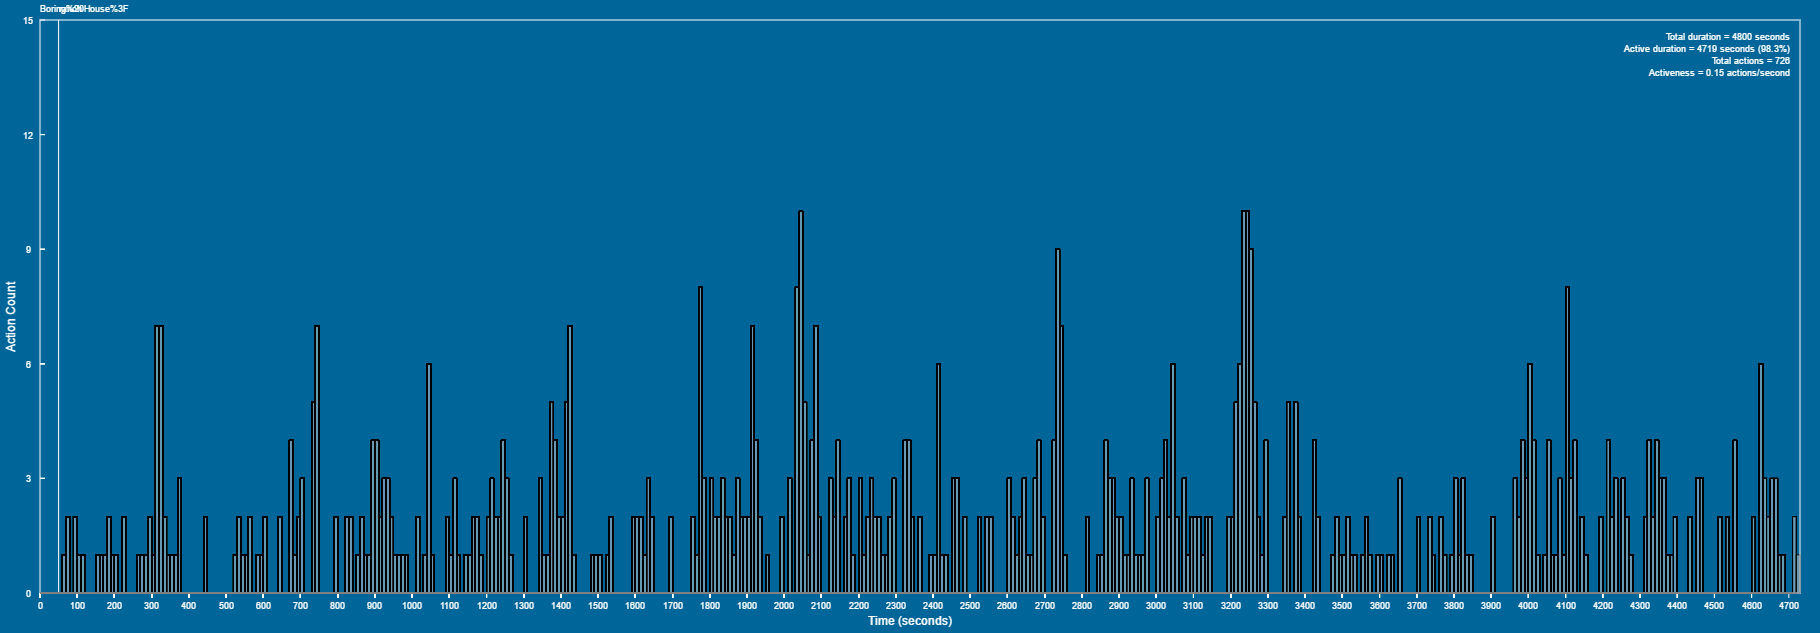 House%3F
Total duration = 4800 seconds
Active duration = 4719 seconds (98.3%)
Total actions = 726
Activeness = 0.15 actions/second
Action Count
15
12
9
6
3
0
0 100 200 300 400 500 600 700 800 900 1000 1100 1200 1300 1400 1500 1600 1700 1800 1900 2000 2100 2200 2300 2400 2500 2600 2700 2800 2900 3000 3100 3200 3300 3400 3500 3600 3700 3800 3900 4000 4100 4200 4300 4400 4500 4600 4700
Time (seconds)